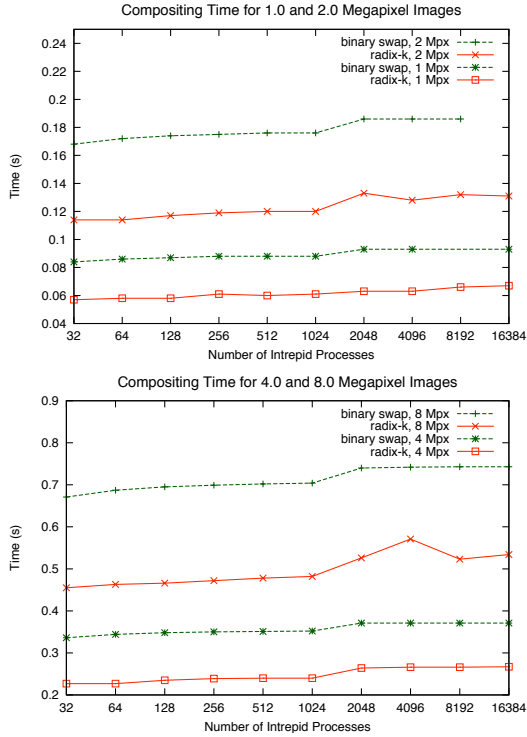 Compositing Time for 1.0 and 2.0 Megapixel Images
binary swap, 2 Mpx
radix-k, 2 Mpx
binary swap, 1 Mpx
radix-k, 1 Mpx
0.24
0.22
0.2
0.18
0.16
0.14
0.12
0.1
0.08
0.06
0.04
Time (s)
32 64 128 256 512 1024 2048 4096 8192 16384
Number of Intrepid Processes
Compositing Time for 4.0 and 8.0 Megapixel Images
binary swap, 8 Mpx
radix-k, 8 Mpx
binary swap, 4 Mpx
radix-k, 4 Mpx
0.9
0.8
0.7
0.6
0.5
0.4
0.3
0.2
Time (s)
32 64 128 256 512 1024 2048 4096 8192 16384
Number of Intrepid Processes